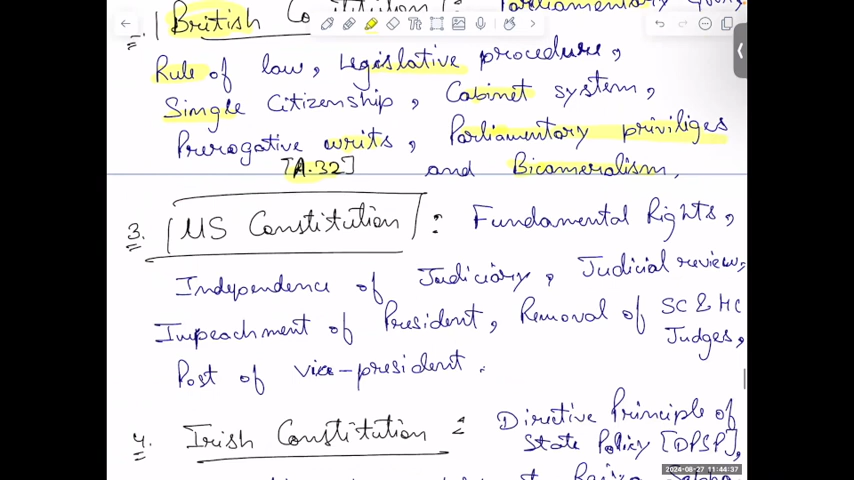 2. British Co Parliamentary
Rule of law, Legislative procedure,
Single Citizenship, Cabinet system,
Prerogative writs, Parliamentary priviliges
[A.32] and Bicameralism.
3. US Constitution : Fundamental Rights,
Independence of Judiciary, Judicial review,
Impeachment of President, Removal of SC & HC
Judges,
Post of vice-president.
4. Irish Constitution : Directive Principle of
State Policy [DPSP],
2024-08-27 11:44:37